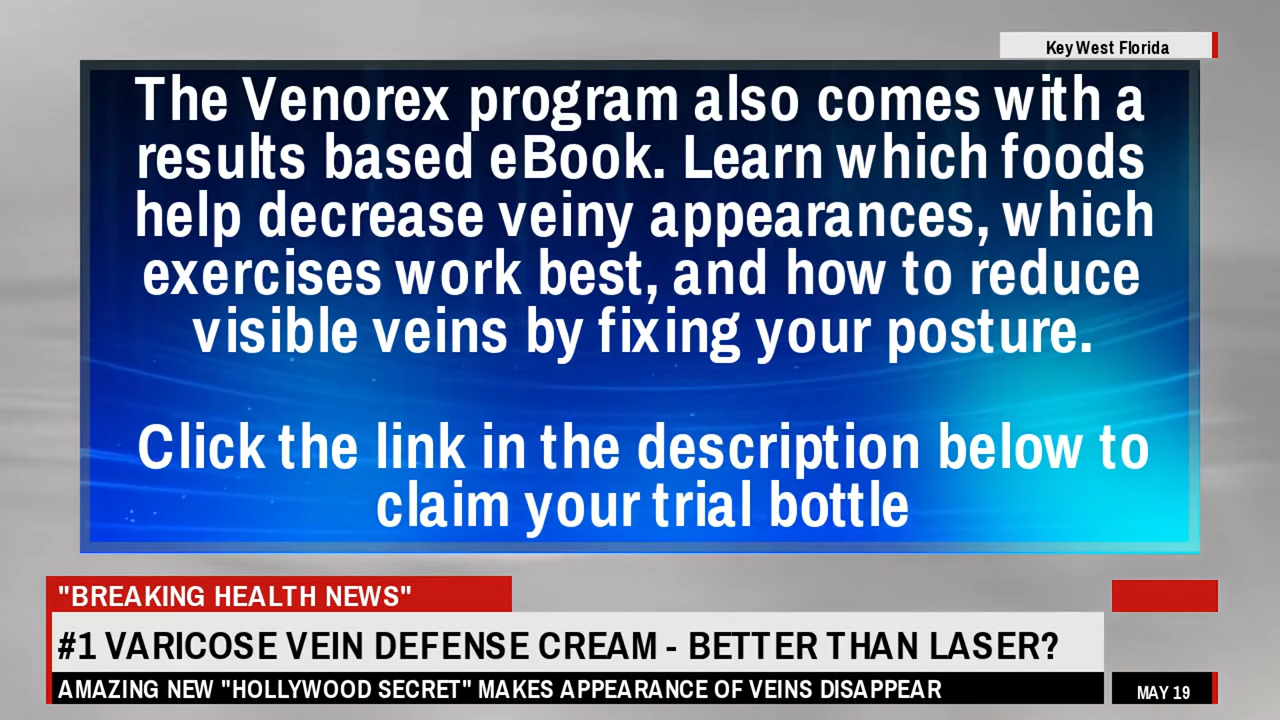 Key West Florida
The Venorex program also comes with a
results based eBook. Learn which foods
help decrease veiny appearances, which
exercises work best, and how to reduce
visible veins by fixing your posture.
Click the link in the description below to
claim your trial bottle
"BREAKING HEALTH NEWS"
#1 VARICOSE VEIN DEFENSE CREAM - BETTER THAN LASER?
AMAZING NEW "HOLLYWOOD SECRET" MAKES APPEARANCE OF VEINS DISAPPEAR
MAY 19